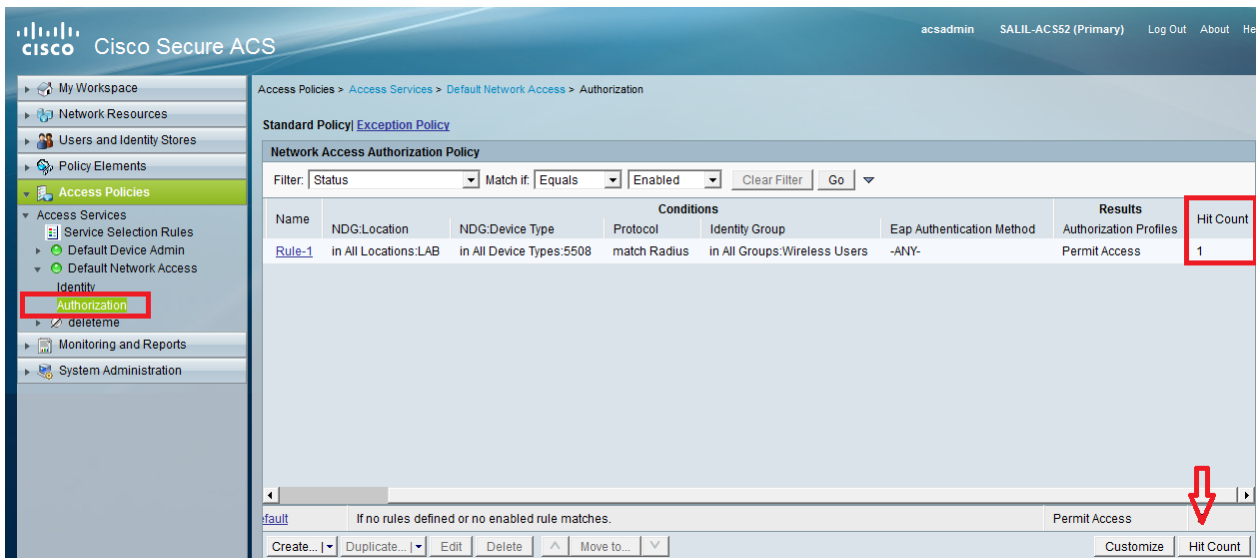 acsadmin SALIL-ACS52 (Primary) Log Out About He
CISCO Cisco Secure ACS
My Workspace
Network Resources
Users and Identity Stores
Policy Elements
Access Policies
Access Services
Service Selection Rules
Default Device Admin
Default Network Access
Identity
Authorization
deleteme
Monitoring and Reports
System Administration
Access Policies > Access Services > Default Network Access > Authorization
Standard Policy| Exception Policy
Network Access Authorization Policy
Filter: Status Match if: Equals Enabled Clear Filter Go
Name Conditions Results Hit Count
NDG:Location NDG:Device Type Protocol Identity Group Eap Authentication Method Authorization Profiles
Rule-1 in All Locations:LAB in All Device Types:5508 match Radius in All Groups:Wireless Users -ANY- Permit Access 1
efault If no rules defined or no enabled rule matches. Permit Access
Create... Duplicate... Edit Delete Move to... Customize Hit Count